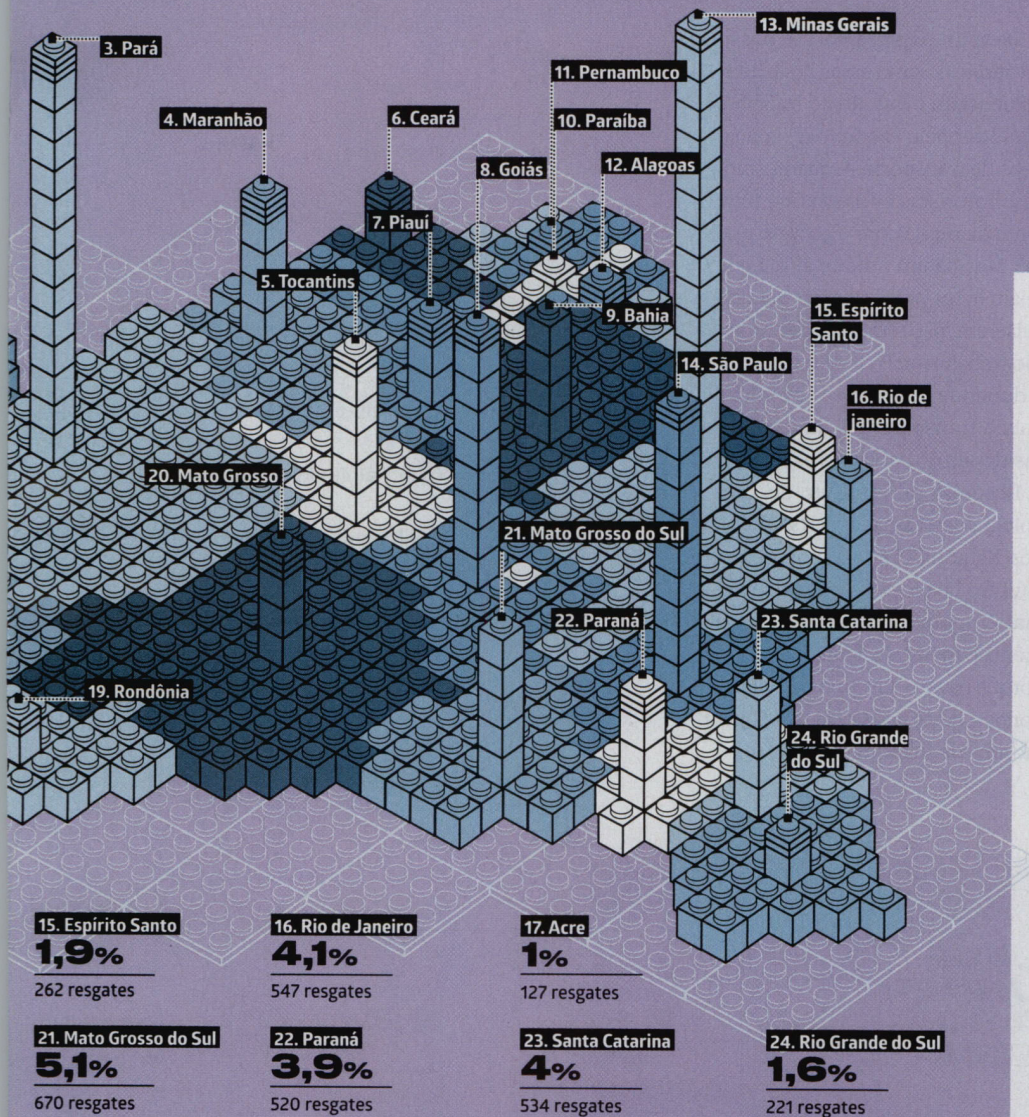 13. Minas Gerais
3. Pará
11. Pernambuco
4. Maranhão
6. Ceará
10. Paraíba
8. Goiás
12. Alagoas
7. Piauí
5. Tocantins
9. Bahia
15. Espírito
Santo
14. São Paulo
16. Rio de
janeiro
20. Mato Grosso
21. Mato Grosso do Sul
22. Paraná
23. Santa Catarina
19. Rondônia
24. Rio Grande
do Sul
15. Espírito Santo
1,9%
262 resgates
16. Rio de Janeiro
4,1%
547 resgates
17. Acre
1%
127 resgates
21. Mato Grosso do Sul
5,1%
670 resgates
22. Paraná
3,9%
520 resgates
23. Santa Catarina
4%
534 resgates
24. Rio Grande do Sul
1,6%
221 resgates